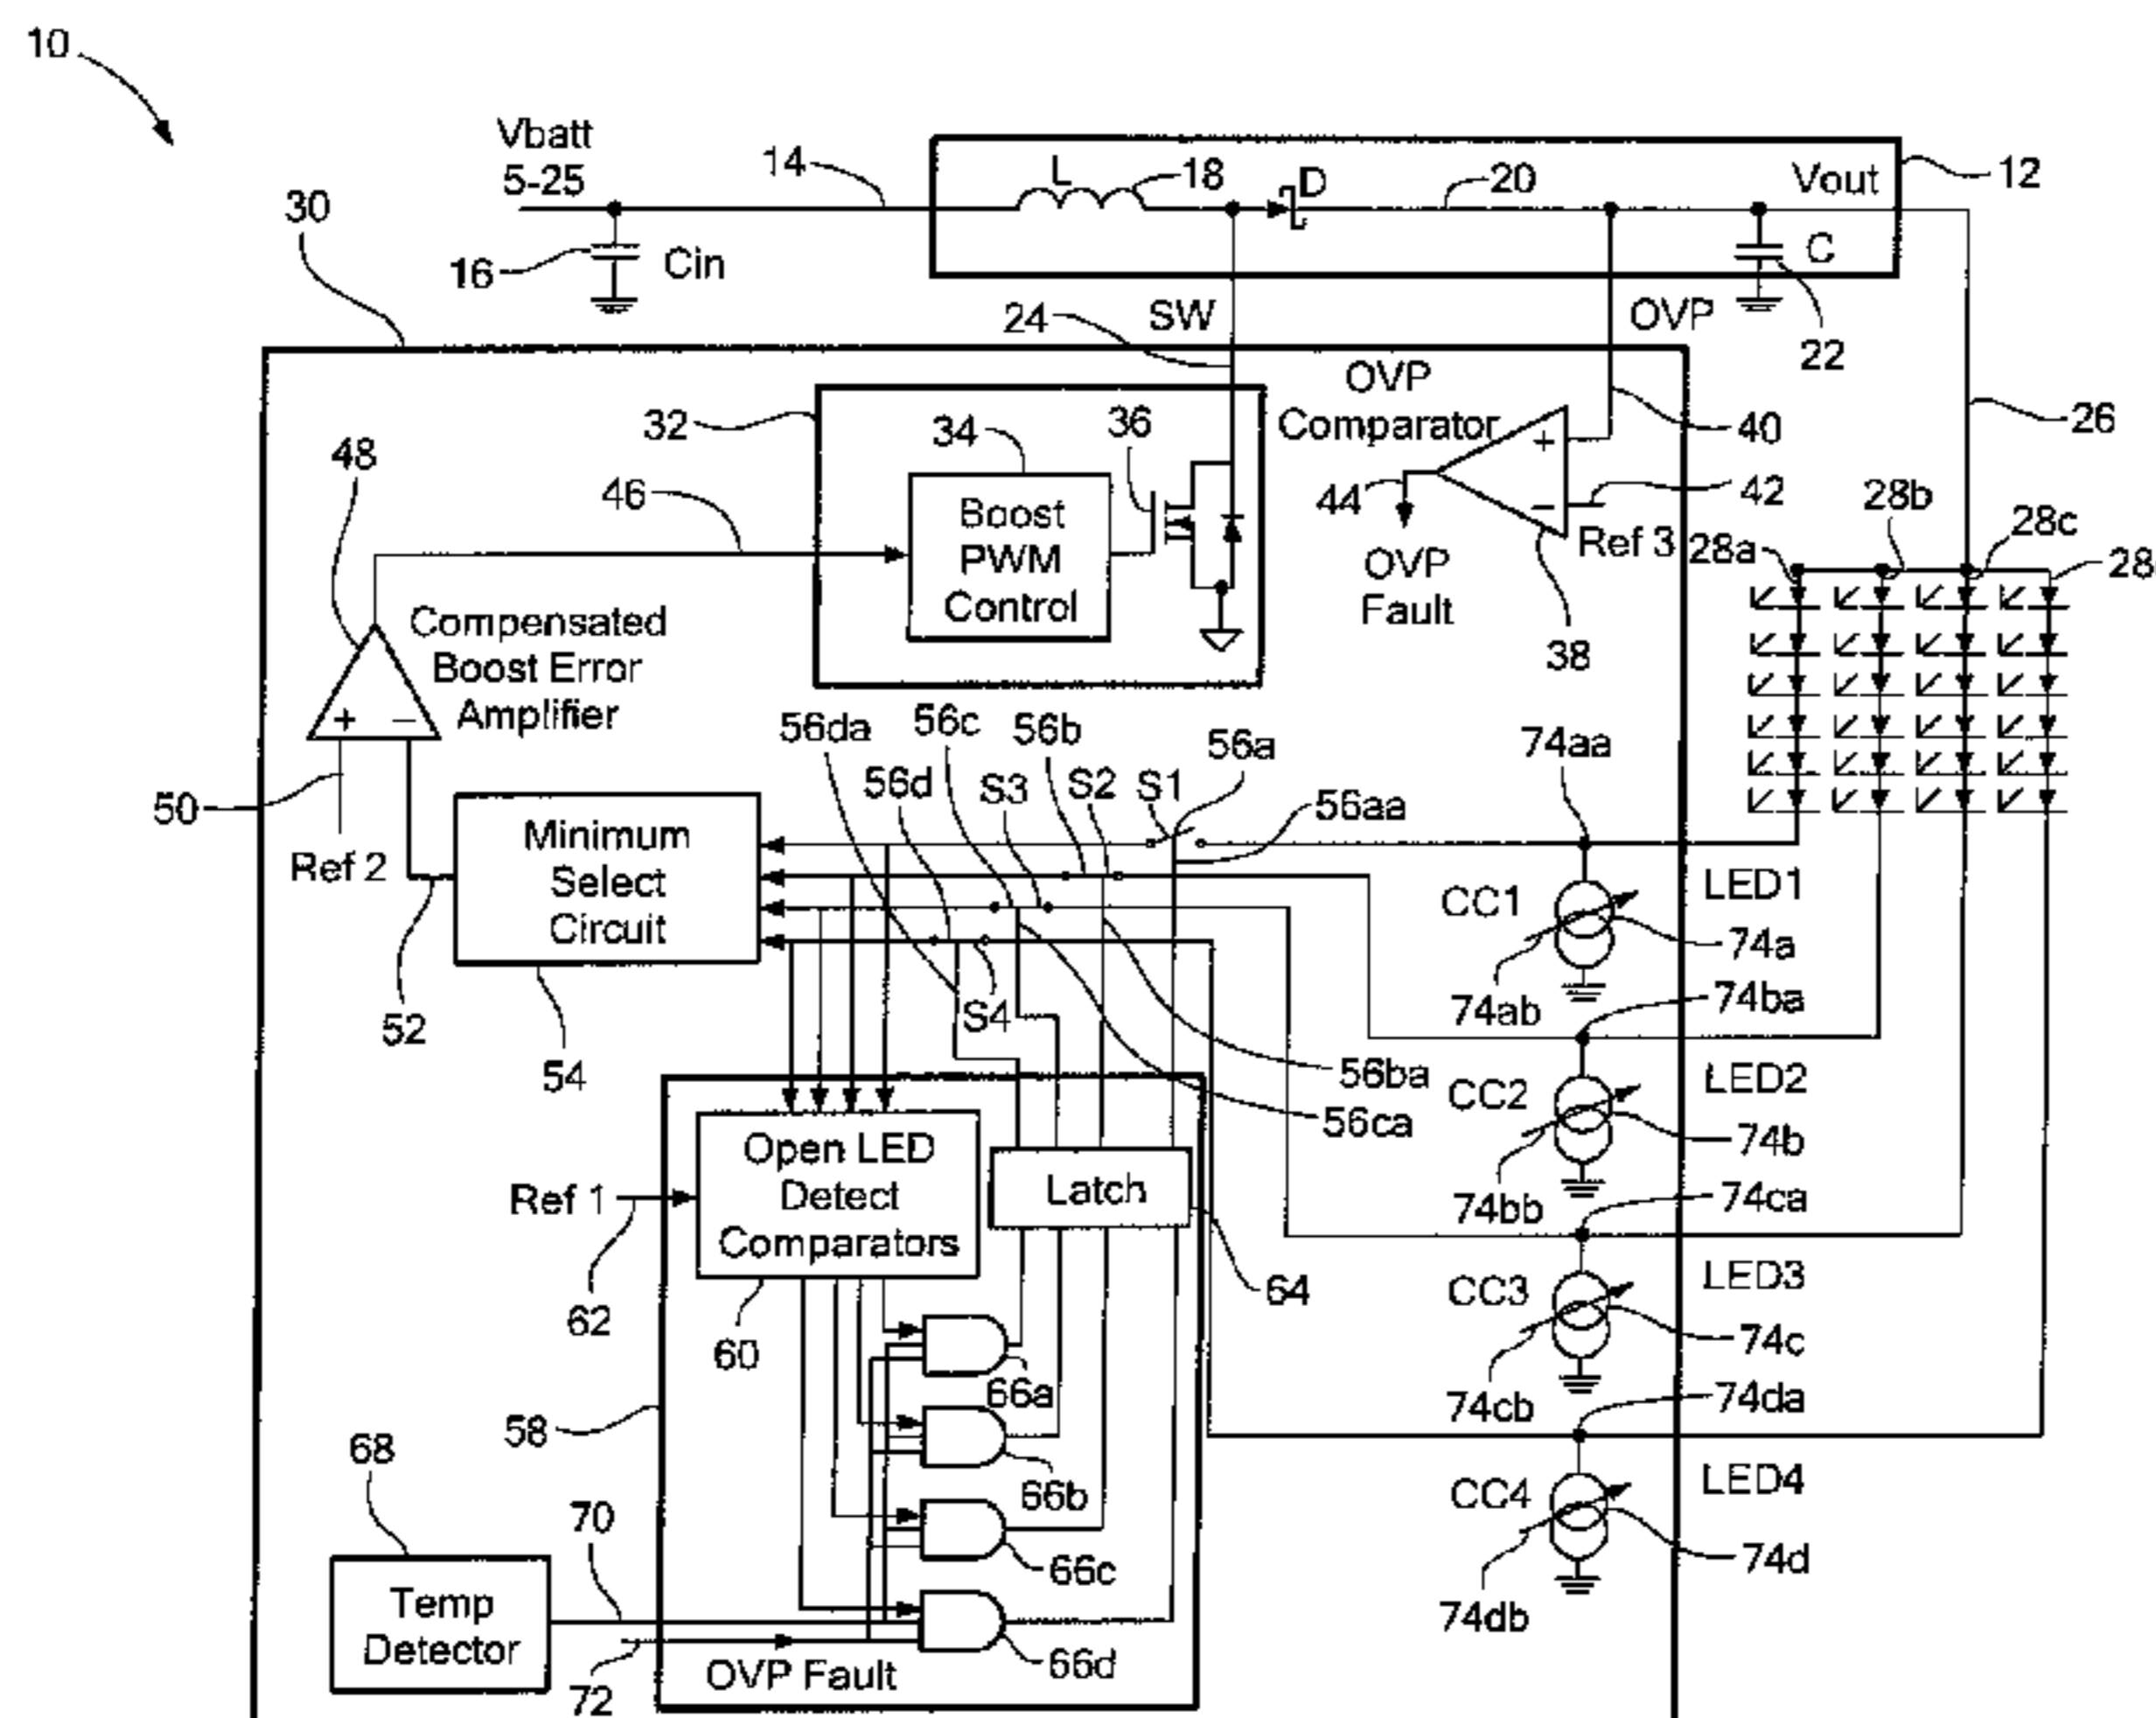 10
Vbatt
5-25
14
L
18
D
20
Vout
12
30
16
Cin
C
24
SW
OVP
22
OVP
Comparator
32
34
36
+
40
26
48
46
Boost
PWM
Control
44
−
42
28b
28c
Ref 3
28a
28
OVP
Fault
38
Compensated
Boost Error
Amplifier
+
−
56da
56c
56b
56a
74aa
56d
S3
S2
S1
56aa
50
Ref 2
Minimum
Select
Circuit
CC1
LED1
74a
52
54
S4
74ab
74ba
56ba
56ca
CC2
LED2
74b
Open LED
Detect
Comparators
Latch
Ref 1
74bb
74ca
62
60
64
CC3
LED3
74c
66a
74cb
74da
58
68
66b
CC4
LED4
70
66c
74d
Temp
Detector
74db
72
OVP Fault
66d